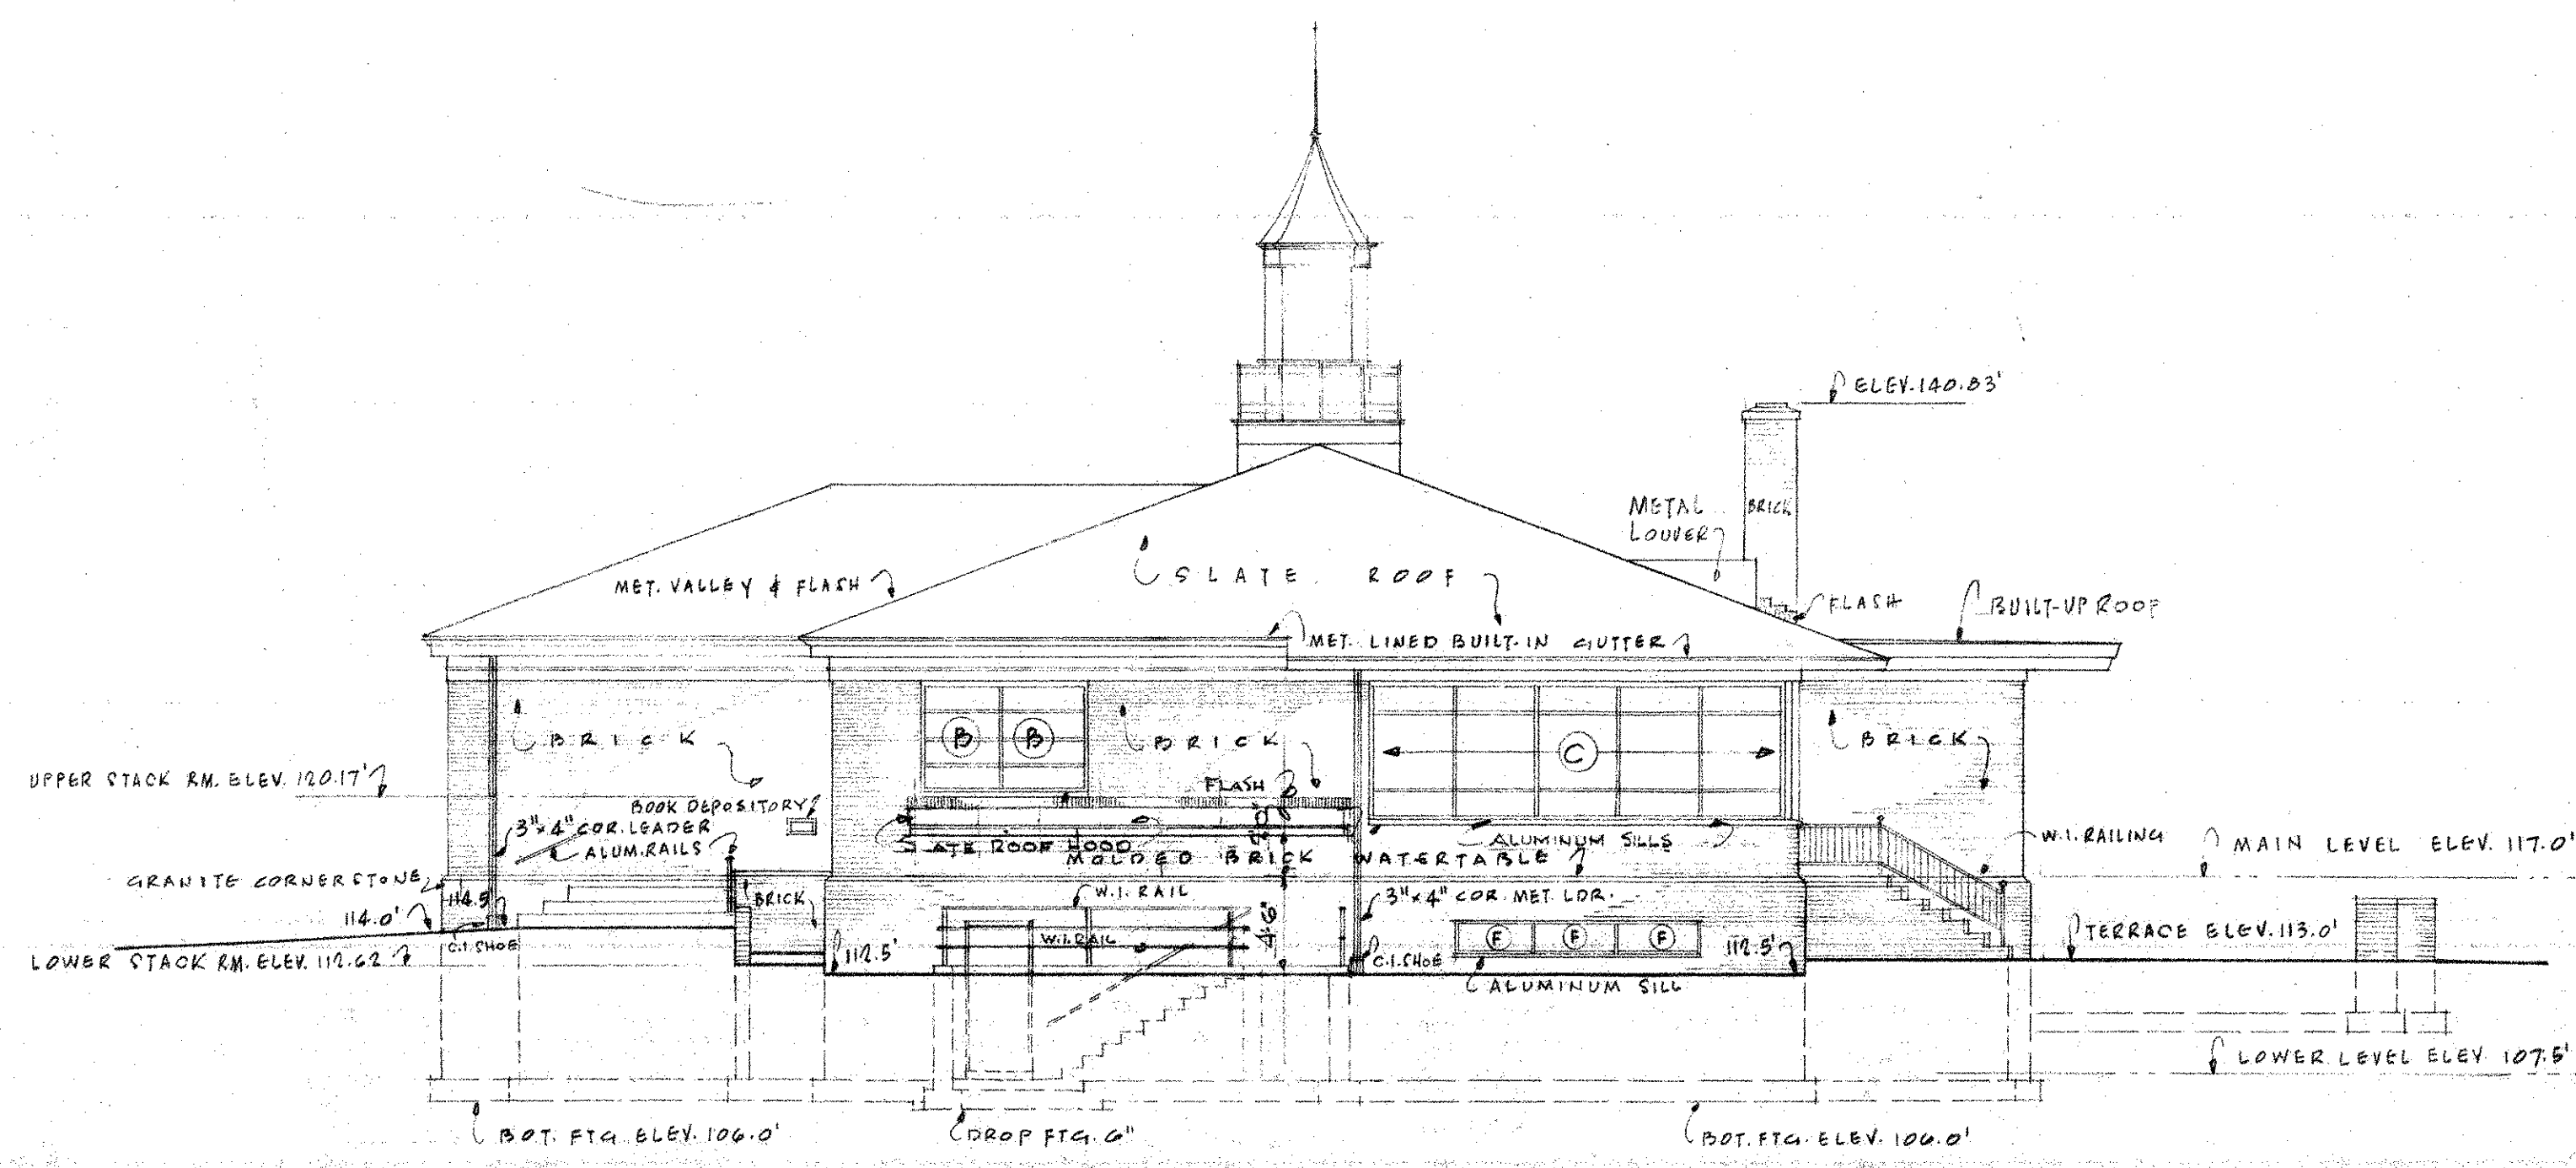 ELEV. 140.83'
METAL
LOUVER
BRICK
MET. VALLEY & FLASH
SLATE ROOF
FLASH
BUILT-UP ROOF
MET. LINED BUILT-IN GUTTER
BRICK
B
B
BRICK
C
BRICK
UPPER STACK RM. ELEV. 120.17'
FLASH
BOOK DEPOSITORY
3"x4" COR. LEADER
ALUM. RAILS
2'0"
SLATE ROOF HOOD
ALUMINUM SILLS
W.I. RAILING
MAIN LEVEL ELEV. 117.0'
MOLDED BRICK WATERTABLE
GRANITE CORNERSTONE
114.5
BRICK
W.I. RAIL
3"x4" COR. MET. LDR.
114.0'
C.I. SHOE
W.I. RAIL
4'6"
F
F
F
TERRACE ELEV. 113.0'
LOWER STACK RM. ELEV. 112.62
112.5'
C.I. SHOE
112.5'
ALUMINUM SILL
LOWER LEVEL ELEV. 107.5'
BOT. FTG. ELEV. 106.0'
DROP FTG. 6"
BOT. FTG. ELEV. 106.0'